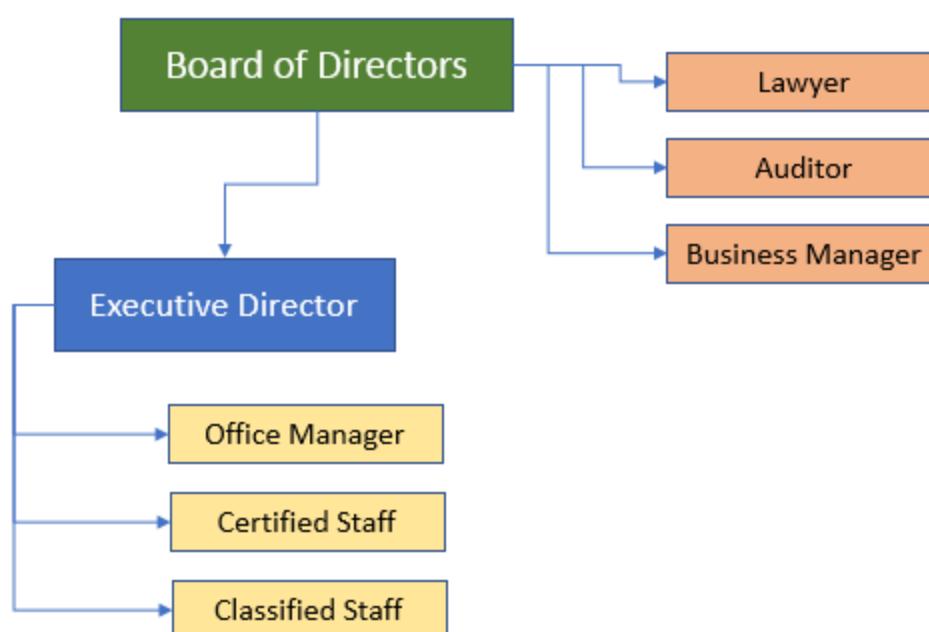 Board of Directors
Lawyer
Auditor
Business Manager
Executive Director
Office Manager
Certified Staff
Classified Staff